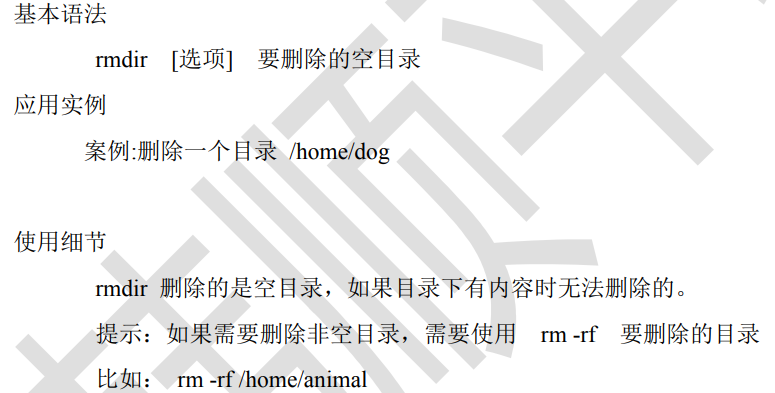 基本语法
rmdir [选项] 要删除的空目录
应用实例
案例:删除一个目录 /home/dog
使用细节
rmdir 删除的是空目录，如果目录下有内容时无法删除的。
提示：如果需要删除非空目录，需要使用 rm -rf 要删除的目录
比如： rm -rf /home/animal